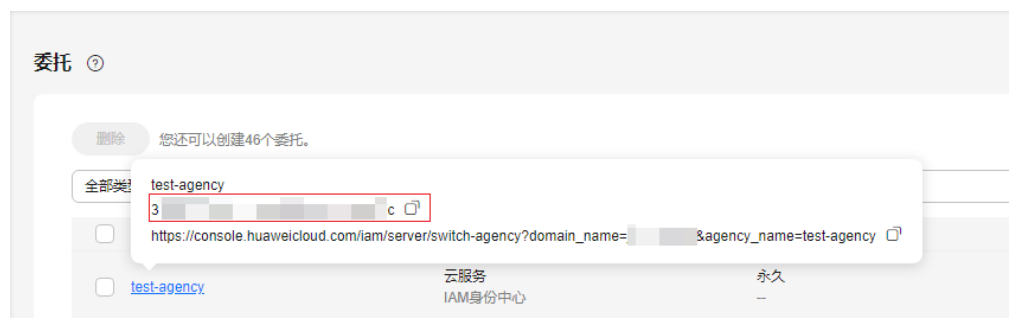 委托
删除 您还可以创建46个委托。
全部类
test-agency
3 c
https://console.huaweicloud.com/iam/server/switch-agency?domain_name= &agency_name=test-agency
test-agency 云服务 永久
IAM身份中心 --